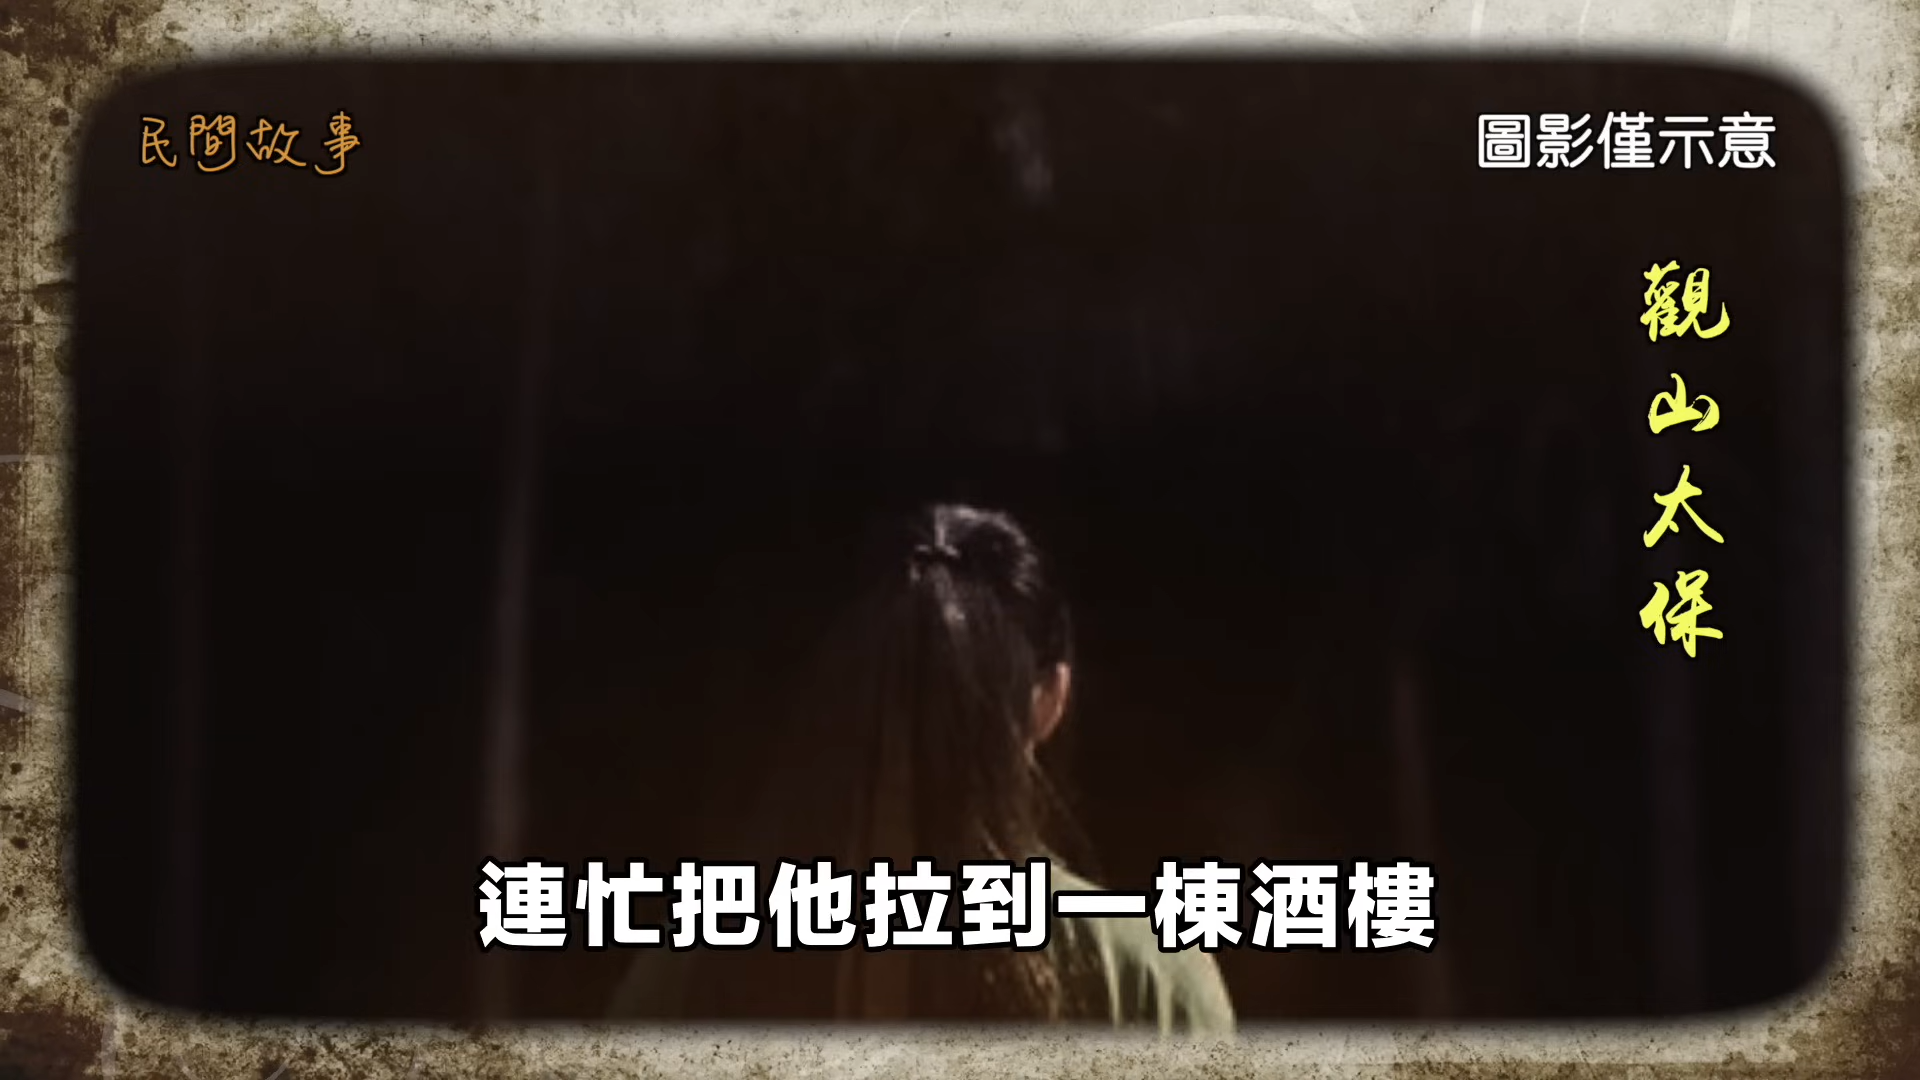 民間故事
圖影僅示意
觀山太保
連忙把他拉到一棟酒樓